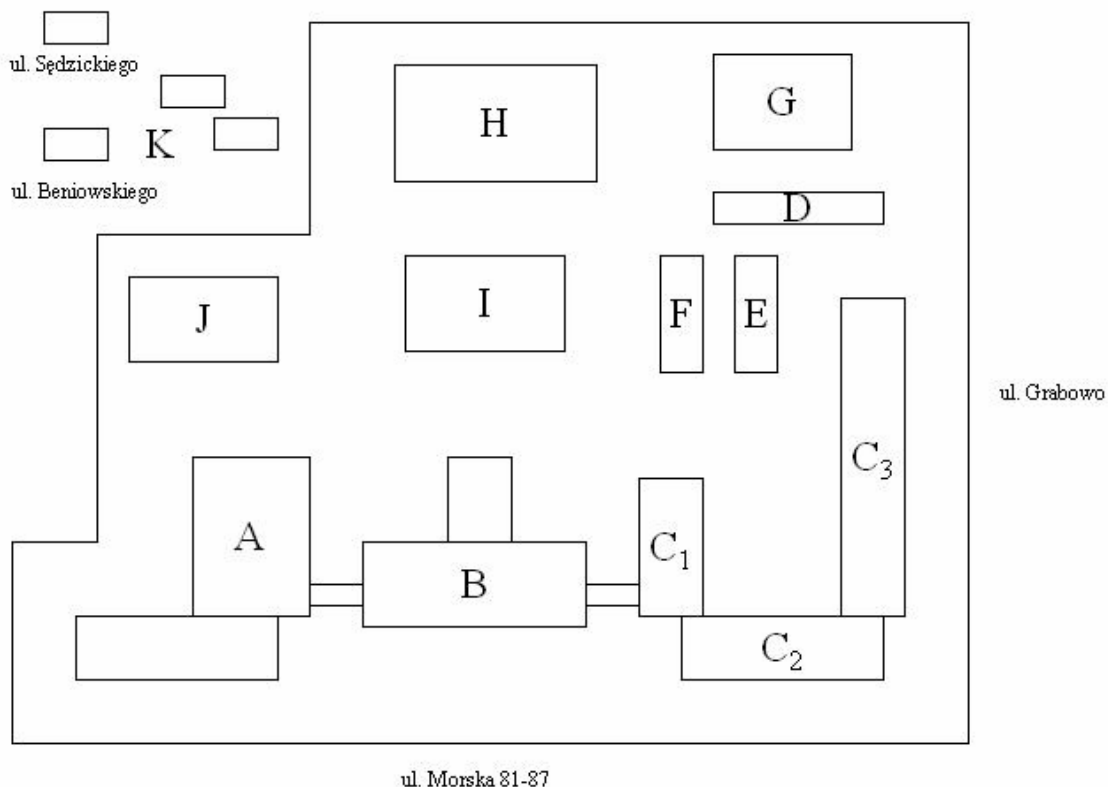 ul. Sędzickiego
K
ul. Beniowskiego
H
G
D
J
I
F
E
ul. Grabowo
A
B
C₁
C₂
C₃
ul. Morska 81-87